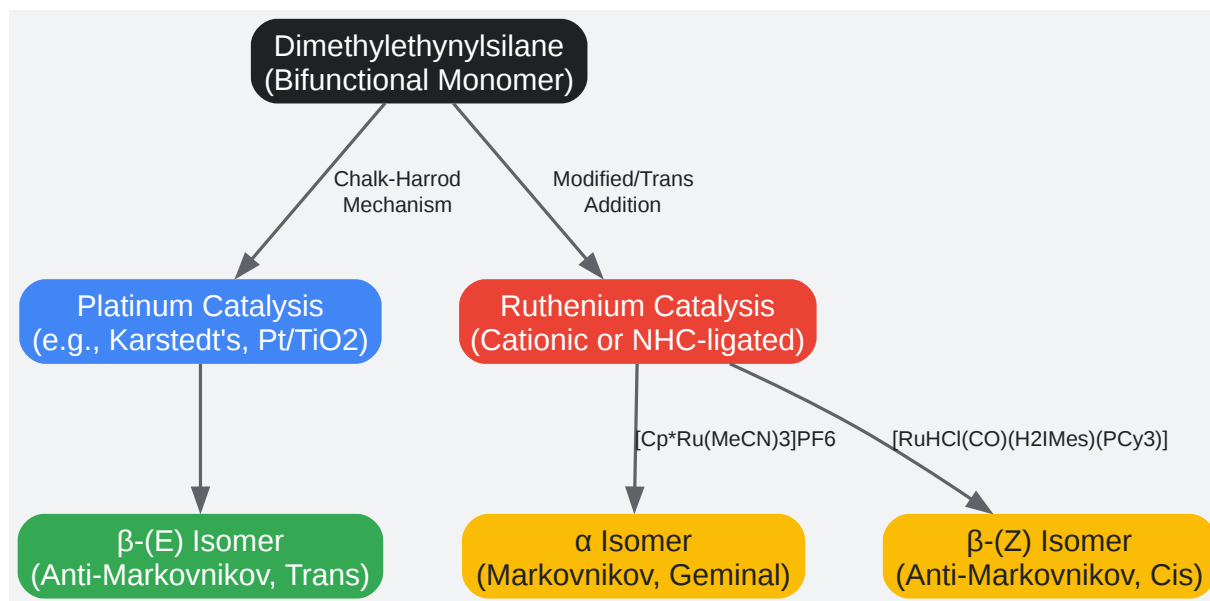 Dimethylethynylsilane
(Bifunctional Monomer)
Chalk-Harrod
Mechanism
Modified/Trans
Addition
Platinum Catalysis
(e.g., Karstedt's, Pt/TiO2)
Ruthenium Catalysis
(Cationic or NHC-ligated)
[Cp*Ru(MeCN)3]PF6
[RuHCl(CO)(H2IMes)(PCy3)]
β-(E) Isomer
(Anti-Markovnikov, Trans)
α Isomer
(Markovnikov, Geminal)
β-(Z) Isomer
(Anti-Markovnikov, Cis)